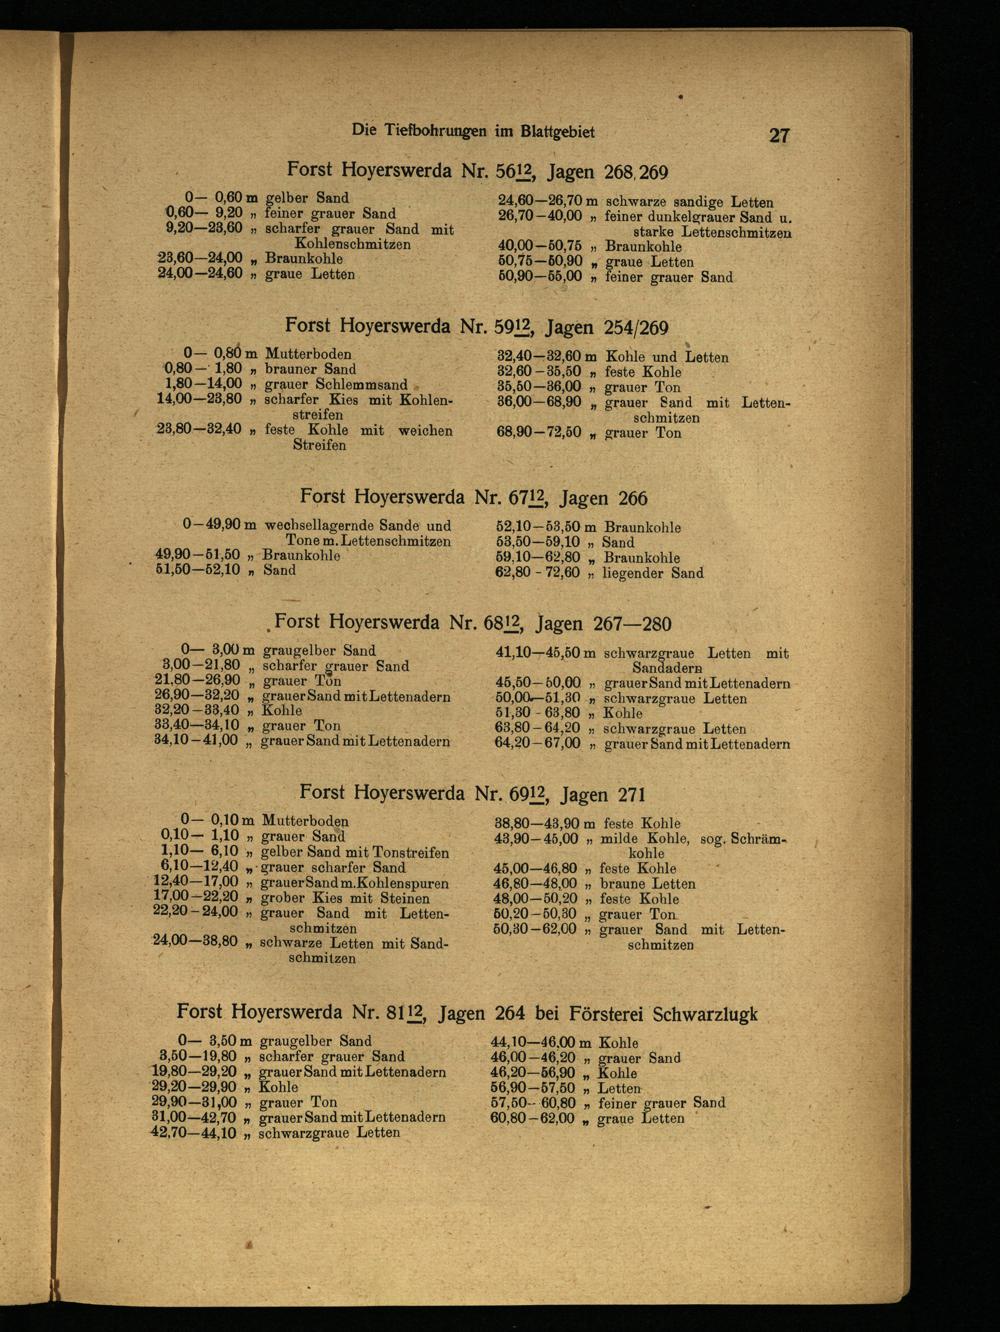 Die Tiefbohrungen im Blattgebiet
27
Forst Hoyerswerda Nr. 5612, Jagen 268, 269
0— 0,60 m gelber Sand
0,60— 9,20 „ feiner grauer Sand
9,20—23,60 „ scharfer grauer Sand mit
Kohlenschmitzen
23,60—24,00 „ Braunkohle
24,00—24,60 „ graue Letten
24,60—26,70 m schwarze sandige Letten
26,70—40,00 „ feiner dunkelgrauer Sand u.
starke Lettenschmitzen
40,00—50,75 „ Braunkohle
50,75—50,90 „ graue Letten
50,90—55,00 „ feiner grauer Sand
Forst Hoyerswerda Nr. 5912, Jagen 254/269
0— 0,80 m Mutterboden
0,80— 1,80 „ brauner Sand
1,80—14,00 „ grauer Schlemmsand
14,00—23,80 „ scharfer Kies mit Kohlen-
streifen
23,80—32,40 „ feste Kohle mit weichen
Streifen
32,40—32,60 m Kohle und Letten
32,60—35,50 „ feste Kohle
35,50—36,00 „ grauer Ton
36,00—68,90 „ grauer Sand mit Letten-
schmitzen
68,90—72,50 „ grauer Ton
Forst Hoyerswerda Nr. 6712, Jagen 266
0—49,90 m wechsellagernde Sande und
Tone m. Lettenschmitzen
49,90—51,50 „ Braunkohle
51,50—52,10 „ Sand
52,10—53,50 m Braunkohle
53,50—59,10 „ Sand
59,10—62,80 „ Braunkohle
62,80-72,60 „ liegender Sand
Forst Hoyerswerda Nr. 6812, Jagen 267—280
0— 3,00 m graugelber Sand
3,00—21,80 „ scharfer grauer Sand
21,80—26,90 „ grauer Ton
26,90—32,20 „ grauer Sand mit Lettenadern
32,20—33,40 „ Kohle
33,40—34,10 „ grauer Ton
34,10—41,00 „ grauer Sand mit Lettenadern
41,10—45,50 m schwarzgraue Letten mit
Sandadern
45,50—50,00 „ grauer Sand mit Lettenadern
50,00—51,30 „ schwarzgraue Letten
51,30-63,80 „ Kohle
63,80—64,20 „ schwarzgraue Letten
64,20—67,00 „ grauer Sand mit Lettenadern
Forst Hoyerswerda Nr. 6912, Jagen 271
0— 0,10 m Mutterboden
0,10— 1,10 „ grauer Sand
1,10— 6,10 „ gelber Sand mit Tonstreifen
6,10—12,40 „ grauer scharfer Sand
12,40—17,00 „ grauer Sand m. Kohlenspuren
17,00—22,20 „ grober Kies mit Steinen
22,20—24,00 „ grauer Sand mit Letten-
schmitzen
24,00—38,80 „ schwarze Letten mit Sand-
schmitzen
38,80—43,90 m feste Kohle
43,90—45,00 „ milde Kohle, sog. Schräm-
kohle
45,00—46,80 „ feste Kohle
46,80—48,00 „ braune Letten
48,00—50,20 „ feste Kohle
50,20—50,30 „ grauer Ton
50,30—62,00 „ grauer Sand mit Letten-
schmitzen
Forst Hoyerswerda Nr. 8112, Jagen 264 bei Försterei Schwarzlugk
0— 3,50 m graugelber Sand
3,50—19,80 „ scharfer grauer Sand
19,80—29,20 „ grauer Sand mit Lettenadern
29,20—29,90 „ Kohle
29,90—31,00 „ grauer Ton
31,00—42,70 „ grauer Sand mit Lettenadern
42,70—44,10 „ schwarzgraue Letten
44,10—46,00 m Kohle
46,00—46,20 „ grauer Sand
46,20—56,90 „ Kohle
56,90—57,50 „ Letten
57,50-- 60,80 „ feiner grauer Sand
60,80—62,00 „ graue Letten